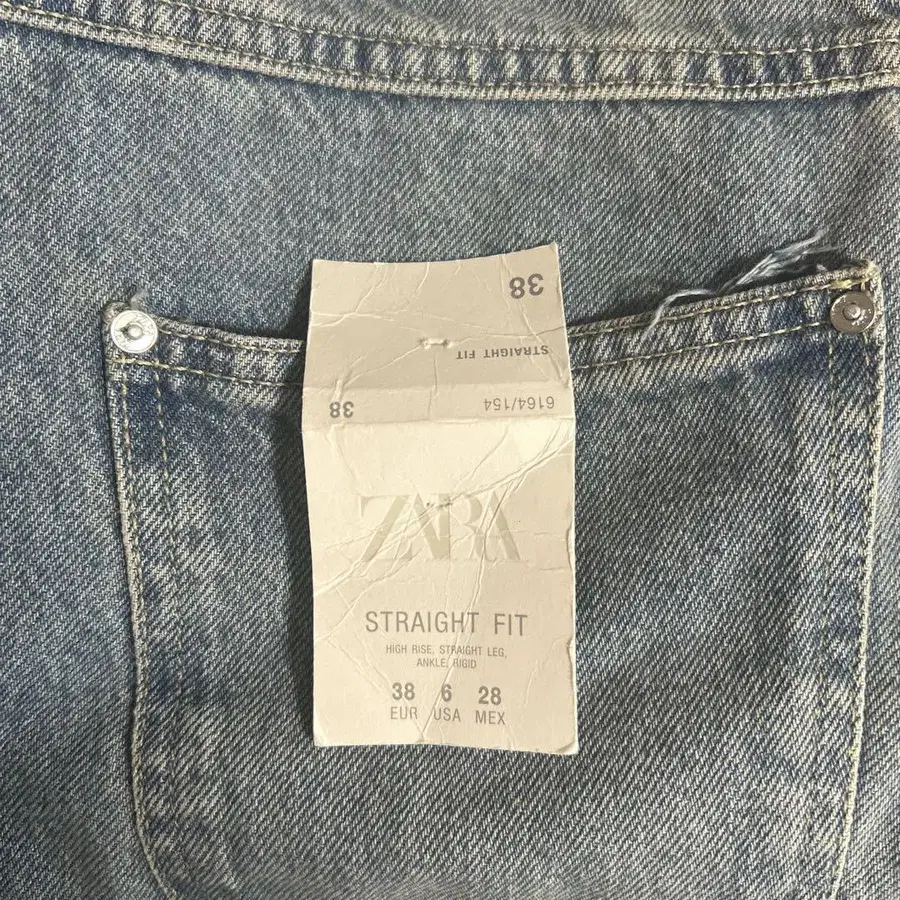 38
STRAIGHT FIT
6164/154 38
ZARA
STRAIGHT FIT
HIGH RISE, STRAIGHT LEG,
ANKLE, RIGID
38 6 28
EUR USA MEX